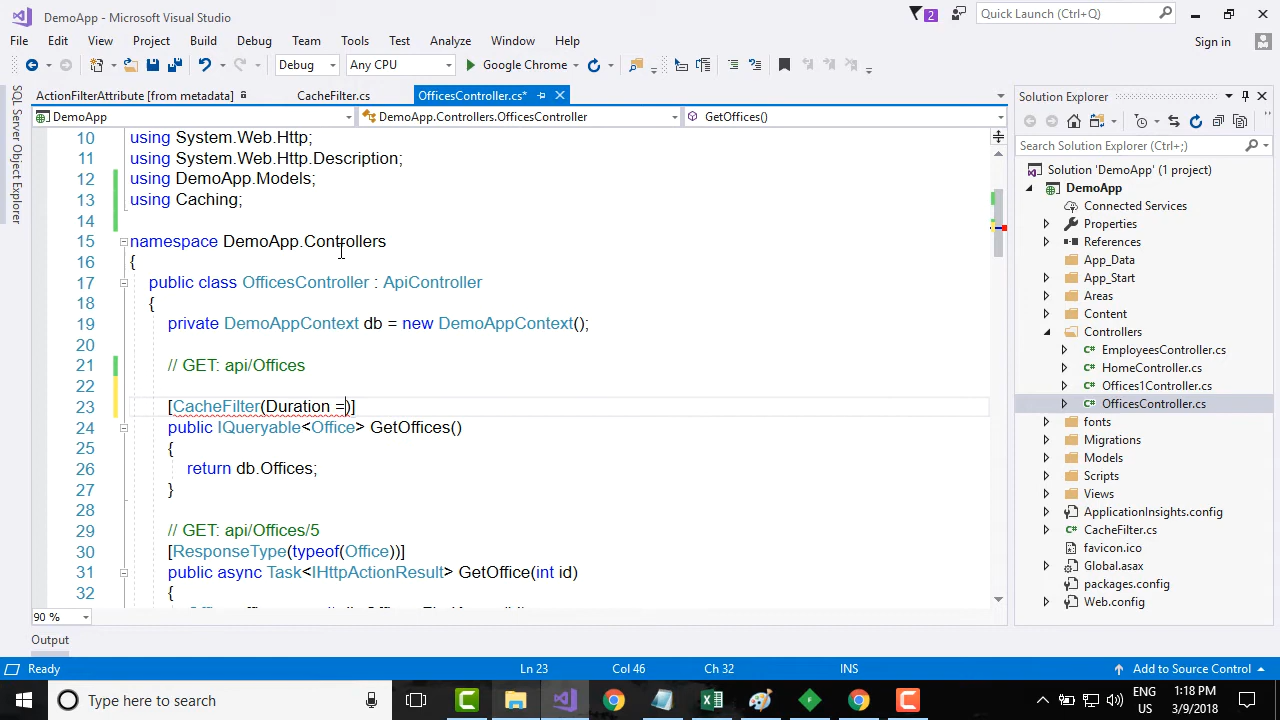 DemoApp - Microsoft Visual Studio
2
Quick Launch (Ctrl+Q)
File Edit View Project Build Debug Team Tools Test Analyze Window Help
Sign in
Debug Any CPU Google Chrome
SQL Server Object Explorer
ActionFilterAttribute [from metadata] CacheFilter.cs OfficesController.cs*
DemoApp DemoApp.Controllers.OfficesController GetOffices()
10 using System.Web.Http;
11 using System.Web.Http.Description;
12 using DemoApp.Models;
13 using Caching;
14
15 namespace DemoApp.Controllers
16 {
17 public class OfficesController : ApiController
18 {
19 private DemoAppContext db = new DemoAppContext();
20
21 // GET: api/Offices
22
23 [CacheFilter(Duration =)]
24 public IQueryable<Office> GetOffices()
25 {
26 return db.Offices;
27 }
28
29 // GET: api/Offices/5
30 [ResponseType(typeof(Office))]
31 public async Task<IHttpActionResult> GetOffice(int id)
32 {
90 %
Output
Solution Explorer
Search Solution Explorer (Ctrl+;)
Solution 'DemoApp' (1 project)
DemoApp
Connected Services
Properties
References
App_Data
App_Start
Areas
Content
Controllers
C# EmployeesController.cs
C# HomeController.cs
C# Offices1Controller.cs
C# OfficesController.cs
fonts
Migrations
Models
Scripts
Views
ApplicationInsights.config
C# CacheFilter.cs
favicon.ico
Global.asax
packages.config
Web.config
Ready Ln 23 Col 46 Ch 32 INS Add to Source Control
Type here to search
ENG
US
1:18 PM
3/9/2018